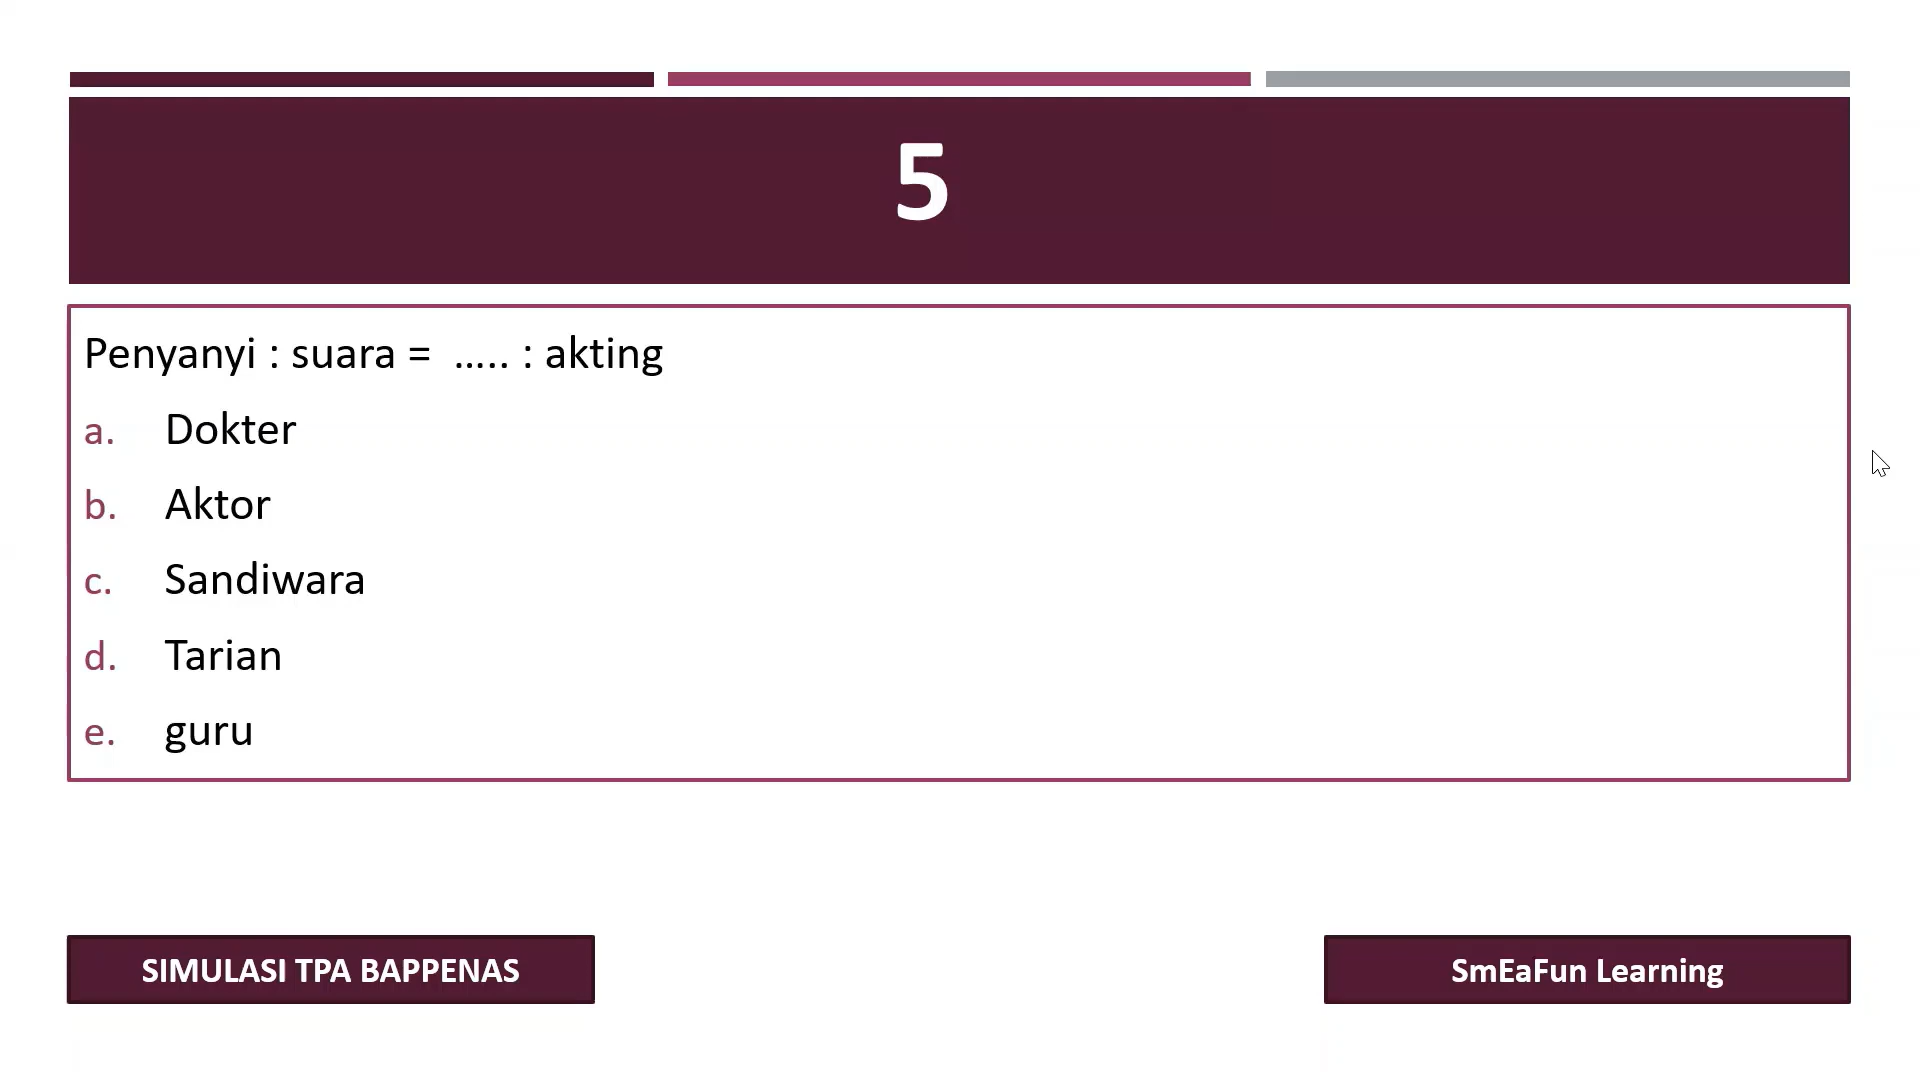 5
Penyanyi : suara = ….. : akting
a. Dokter
b. Aktor
c. Sandiwara
d. Tarian
e. guru
SIMULASI TPA BAPPENAS
SmEaFun Learning